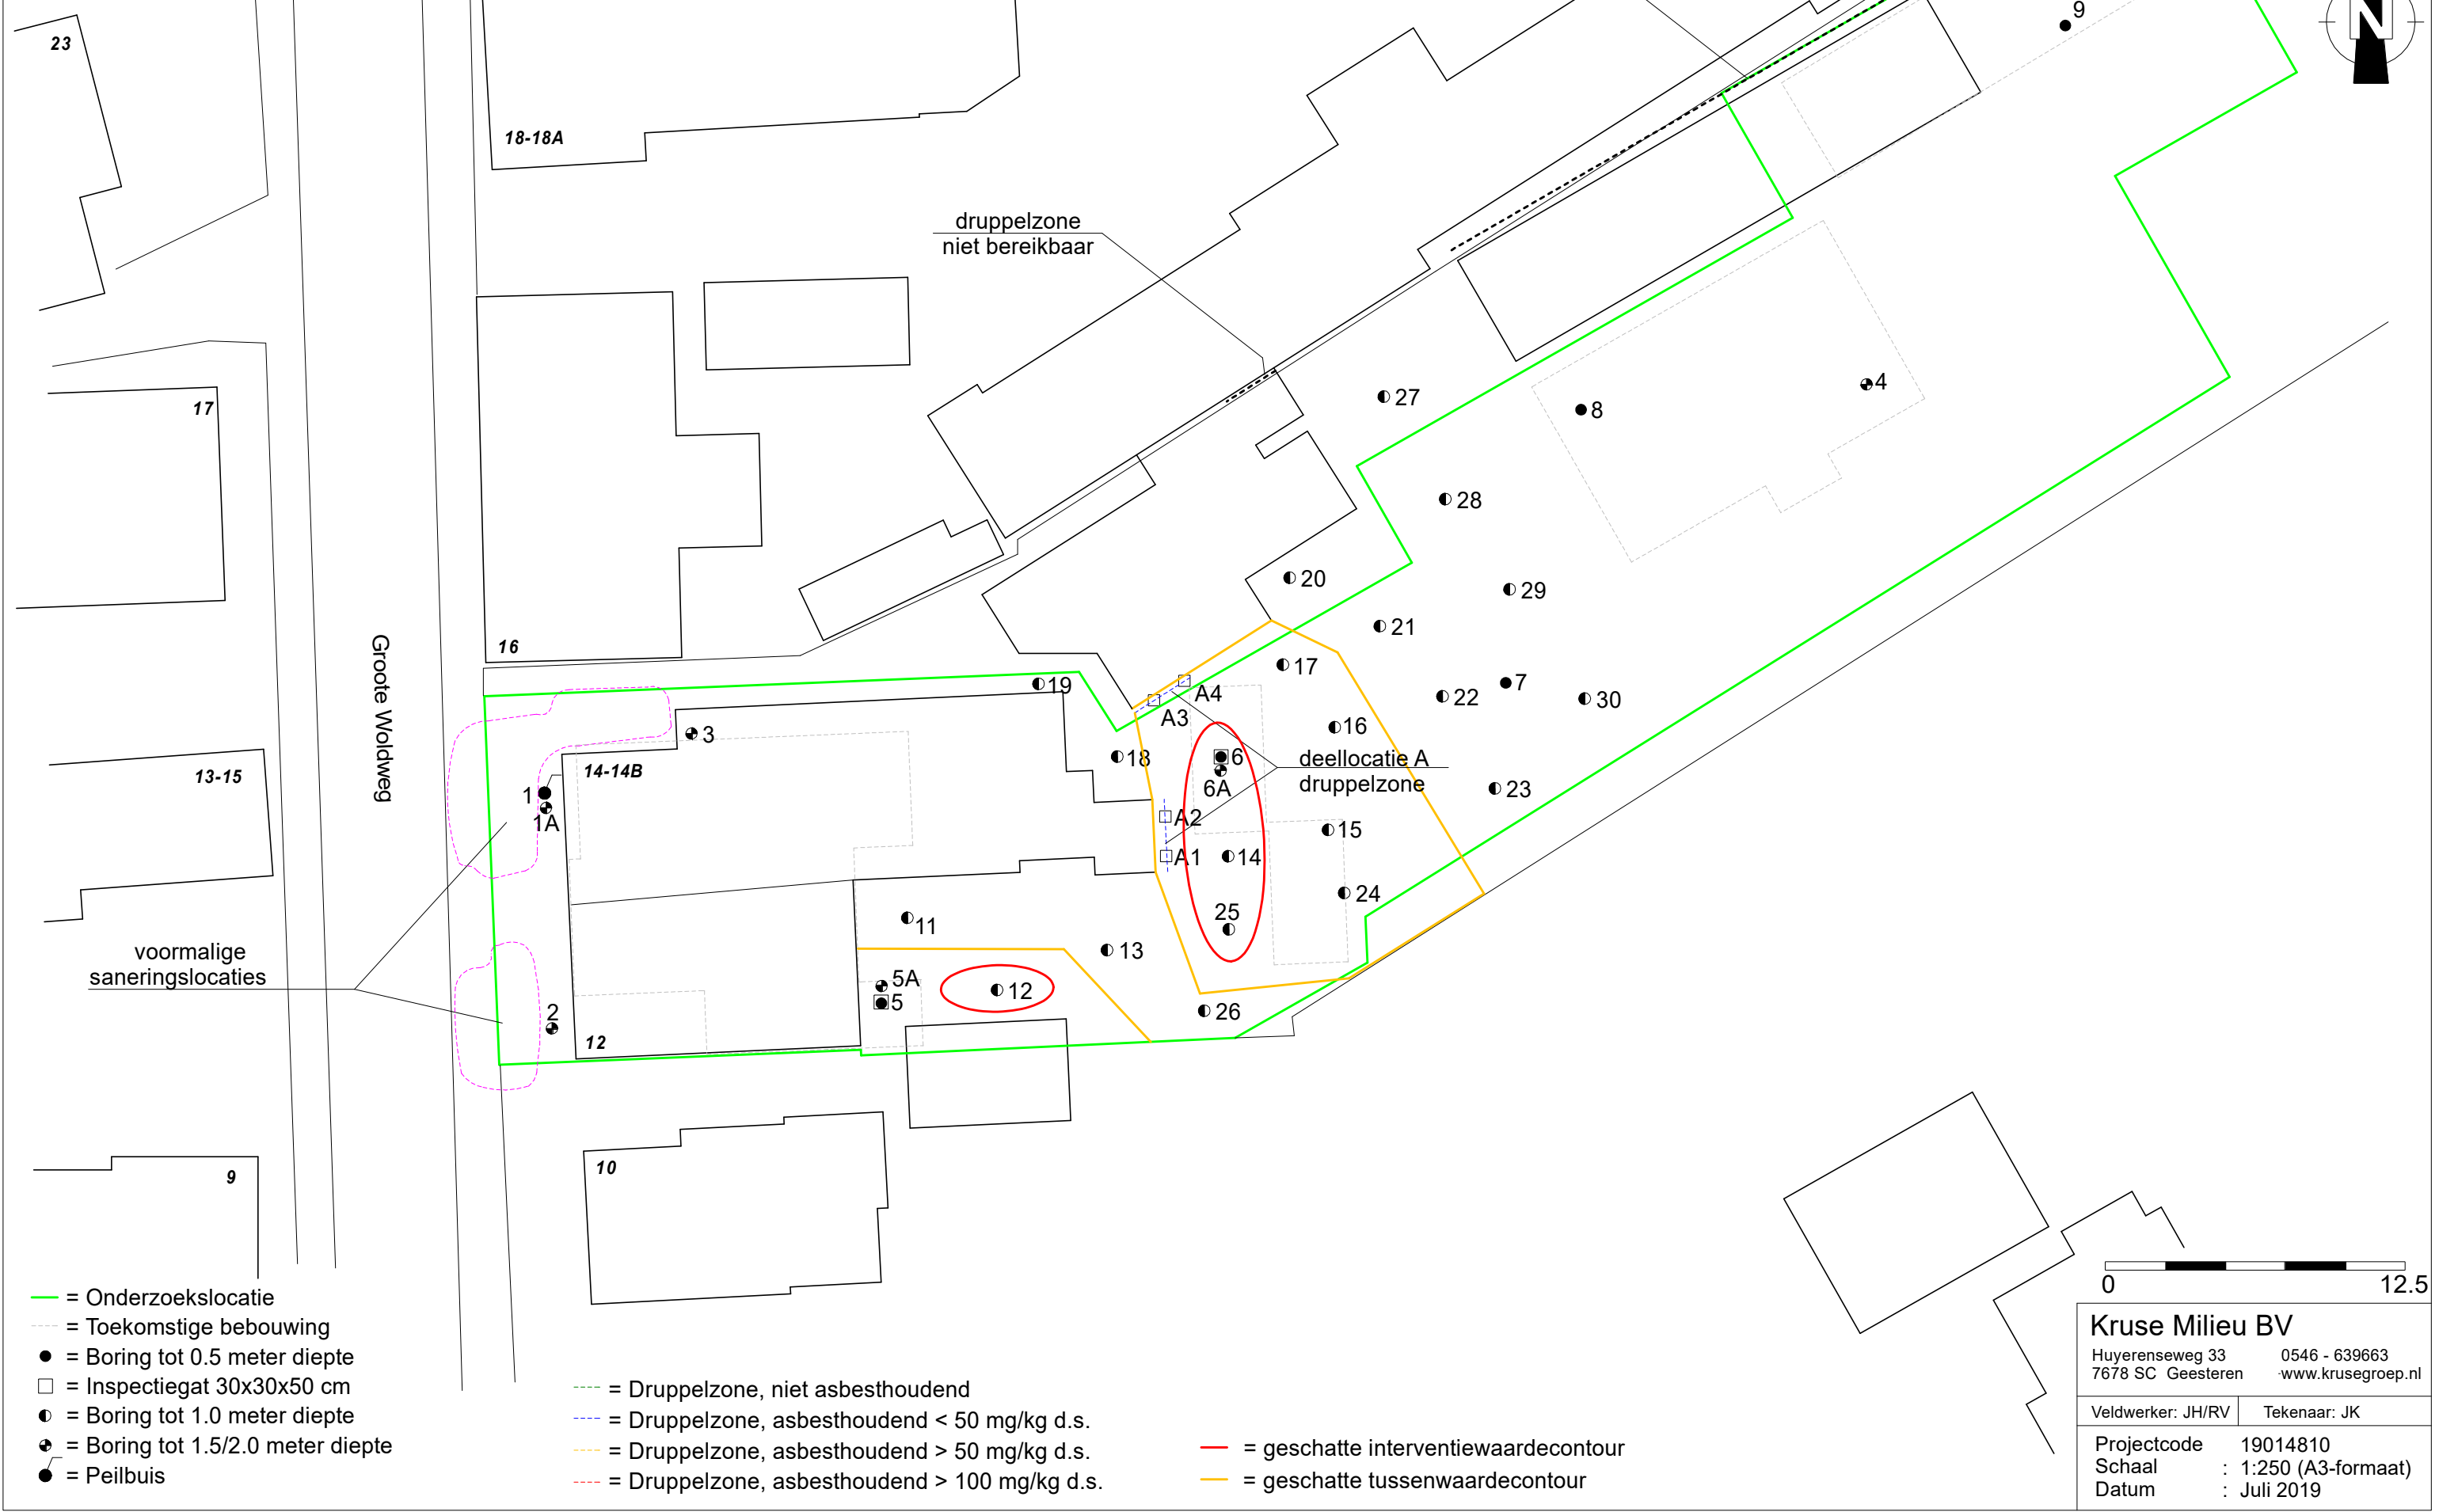 23
9
N
18-18A
druppelzone
niet bereikbaar
17
27
8
4
28
20
29
16
Groote Woldweg
21
17
19
A4
A3
7
22
30
3
16
13-15
14-14B
18
6
6A
deellocatie A
druppelzone
1
1A
23
A2
15
A1
14
24
25
11
voormalige
saneringslocaties
13
5A
5
12
26
2
12
10
9
0
12.5
= Onderzoekslocatie
= Toekomstige bebouwing
= Boring tot 0.5 meter diepte
= Inspectiegat 30x30x50 cm
= Boring tot 1.0 meter diepte
= Boring tot 1.5/2.0 meter diepte
= Peilbuis
= Druppelzone, niet asbesthoudend
= Druppelzone, asbesthoudend < 50 mg/kg d.s.
= Druppelzone, asbesthoudend > 50 mg/kg d.s.
= Druppelzone, asbesthoudend > 100 mg/kg d.s.
= geschatte interventiewaardecontour
= geschatte tussenwaardecontour
Kruse Milieu BV
Huyerenseweg 33 0546 - 639663
7678 SC Geesteren www.krusegroep.nl
Veldwerker: JH/RV Tekenaar: JK
Projectcode 19014810
Schaal : 1:250 (A3-formaat)
Datum : Juli 2019